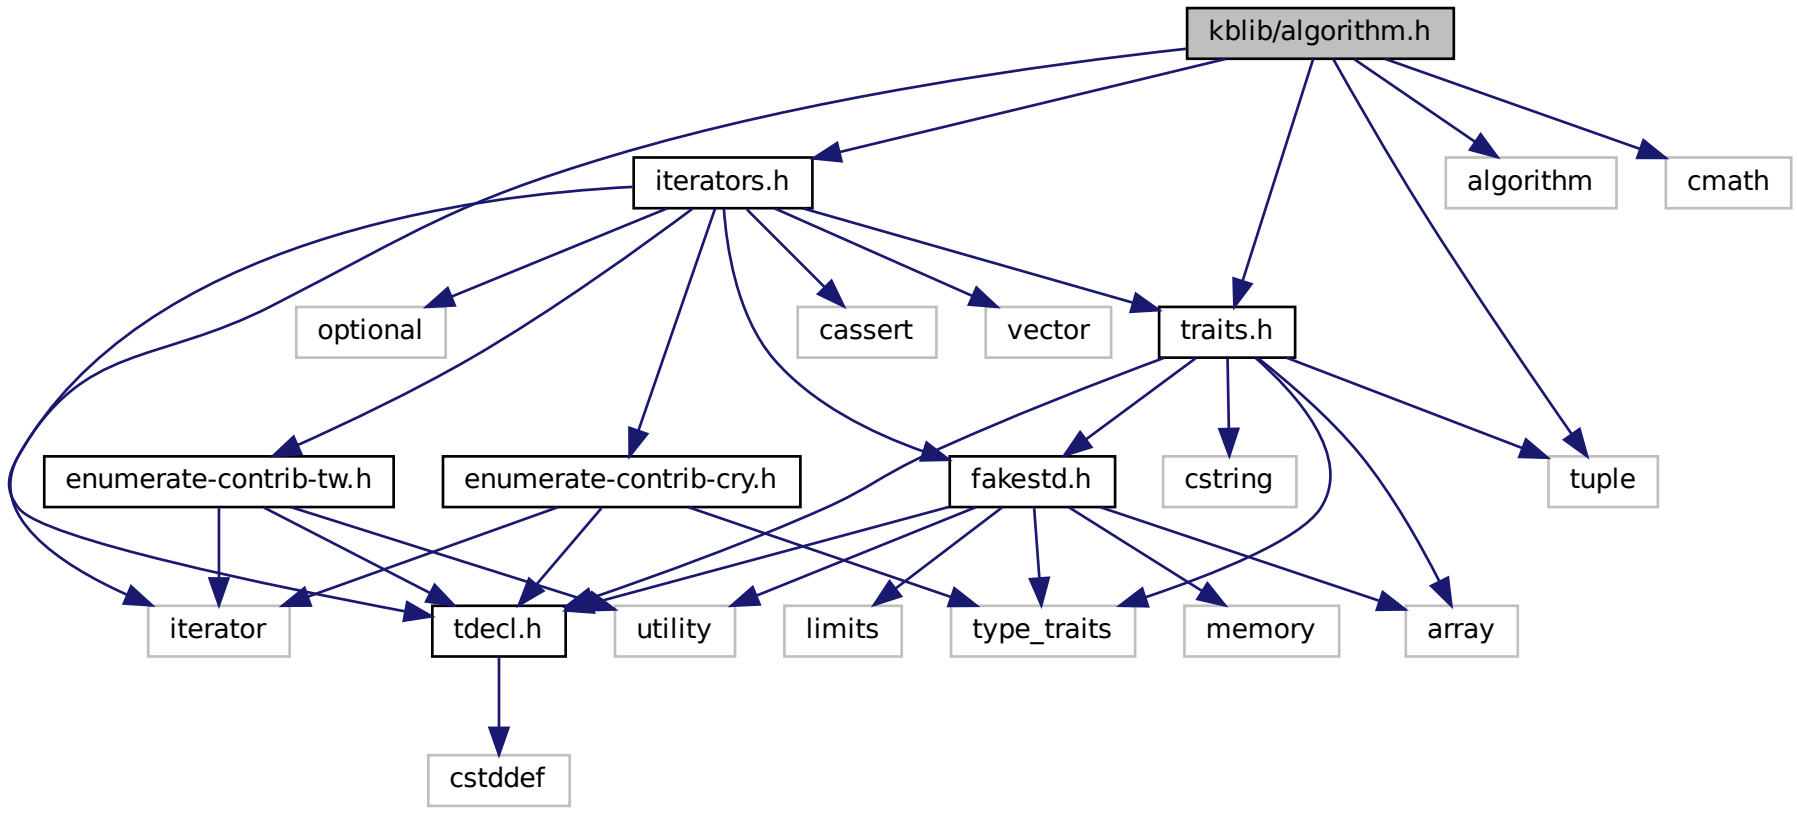 kblib/algorithm.h
iterators.h
algorithm
cmath
optional
cassert
vector
traits.h
enumerate-contrib-tw.h
enumerate-contrib-cry.h
fakestd.h
cstring
tuple
iterator
tdecl.h
utility
limits
type_traits
memory
array
cstddef